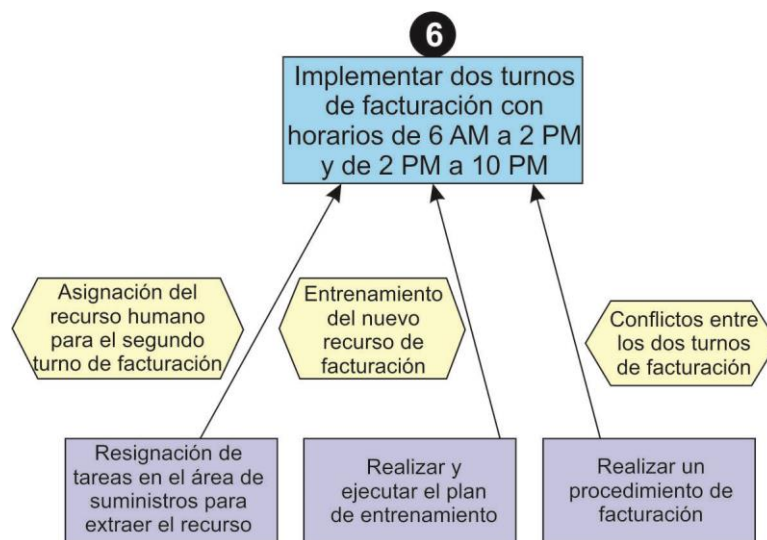 6
Implementar dos turnos
de facturación con
horarios de 6 AM a 2 PM
y de 2 PM a 10 PM
Asignación del
recurso humano
para el segundo
turno de facturación
Entrenamiento
del nuevo
recurso de
facturación
Conflictos entre
los dos turnos
de facturación
Resignación de
tareas en el área de
suministros para
extraer el recurso
Realizar y
ejecutar el plan
de entrenamiento
Realizar un
procedimiento de
facturación